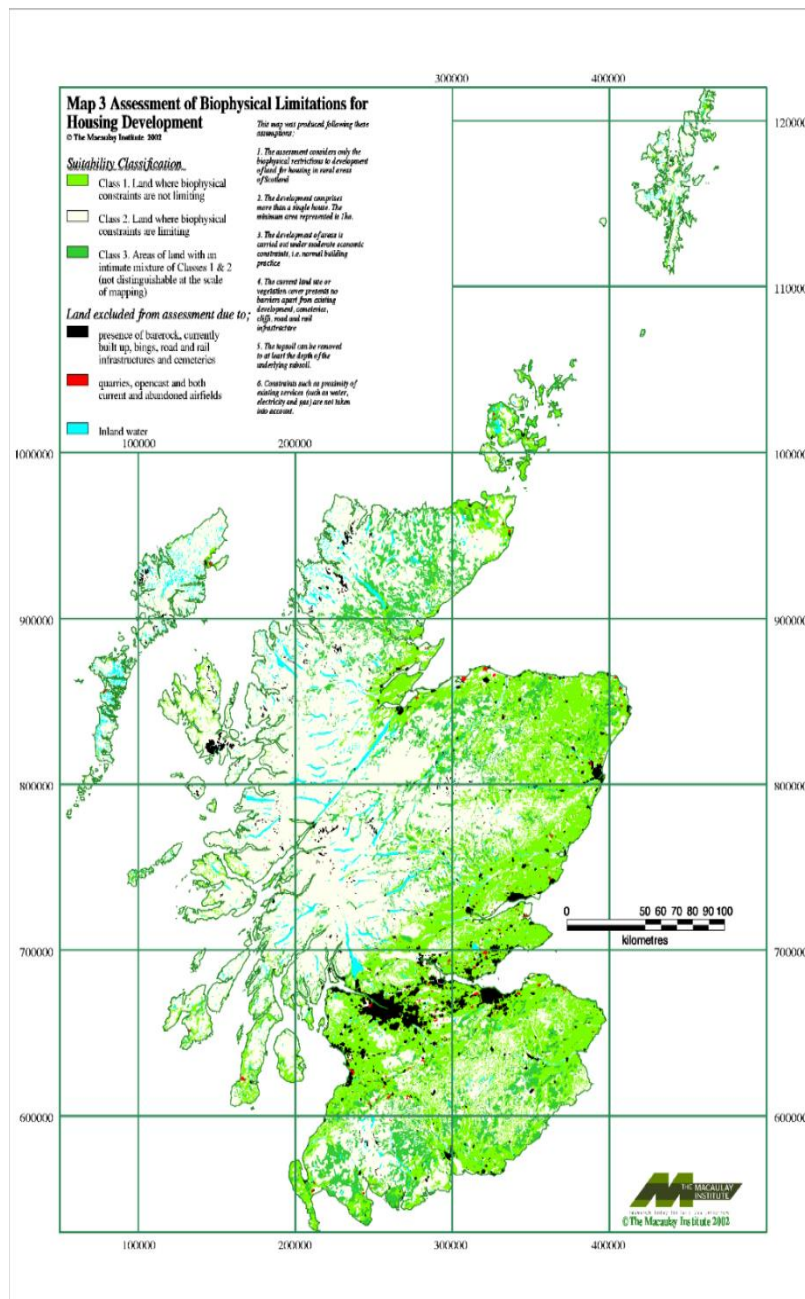 300000 400000
Map 3 Assessment of Biophysical Limitations for
Housing Development
© The Macaulay Institute 2002
Suitability Classification
Class 1. Land where biophysical
constraints are not limiting
Class 2. Land where biophysical
constraints are limiting
Class 3. Areas of land with an
intimate mixture of Classes 1 & 2
(not distinguishable at the scale
of mapping)
Land excluded from assessment due to;
presence of barerock, currently
built up, bings, road and rail
infrastructures and cemeteries
quarries, opencast and both
current and abandoned airfields
Inland water
This map was produced following these
assumptions:
1. The assessment considers only the
biophysical restrictions to development
of land for housing in rural areas
of Scotland
2. The development comprises
more than a single house. The
minimum area represented is 1ha.
3. The development of areas is
carried out under moderate economic
constraints, i.e. normal building
practice
4. The current land use or
vegetation cover presents no
barriers apart from existing
development, cemeteries,
cliffs, road and rail
infrastructure
5. The topsoil can be removed
to at least the depth of the
underlying subsoil.
6. Constraints such as proximity of
existing services (such as water,
electricity and gas) are not taken
into account.
1200000
1100000
100000 200000
1000000 1000000
900000 900000
800000 800000
0 50 60 70 80 90 100
kilometres
700000 700000
600000 600000
THE MACAULAY
INSTITUTE
© The Macaulay Institute 2002
100000 200000 300000 400000